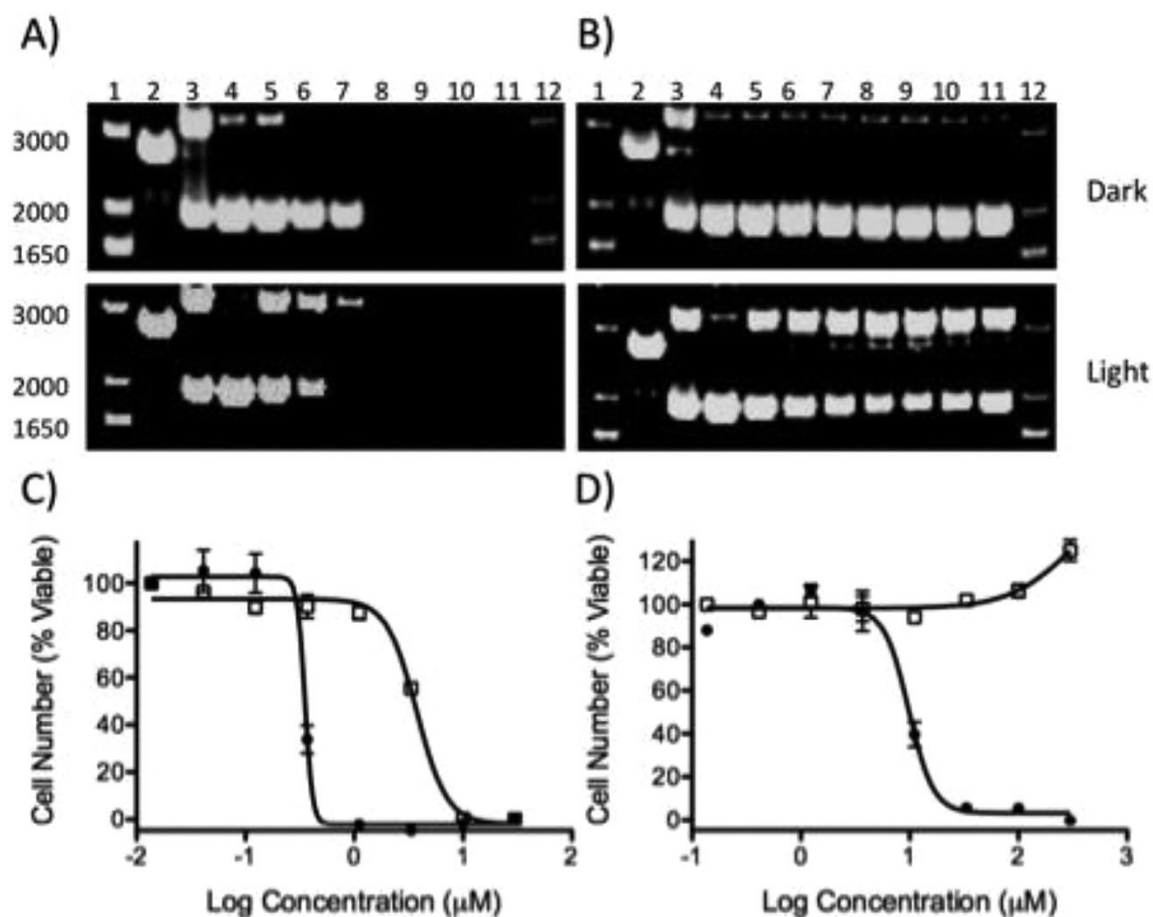 A)
B)
1 2 3 4 5 6 7 8 9 10 11 12
1 2 3 4 5 6 7 8 9 10 11 12
3000
2000
1650
Dark
3000
2000
1650
Light
C)
D)
Cell Number (% Viable)
100
80
60
40
20
0
-2 -1 0 1 2
Log Concentration (μM)
Cell Number (% Viable)
120
100
80
60
40
20
0
-1 0 1 2 3
Log Concentration (μM)